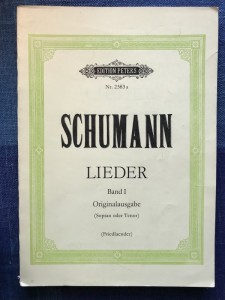 EDITION PETERS
Nr. 2383a
SCHUMANN
LIEDER
Band I
Originalausgabe
(Sopran oder Tenor)
(Friedlaender)